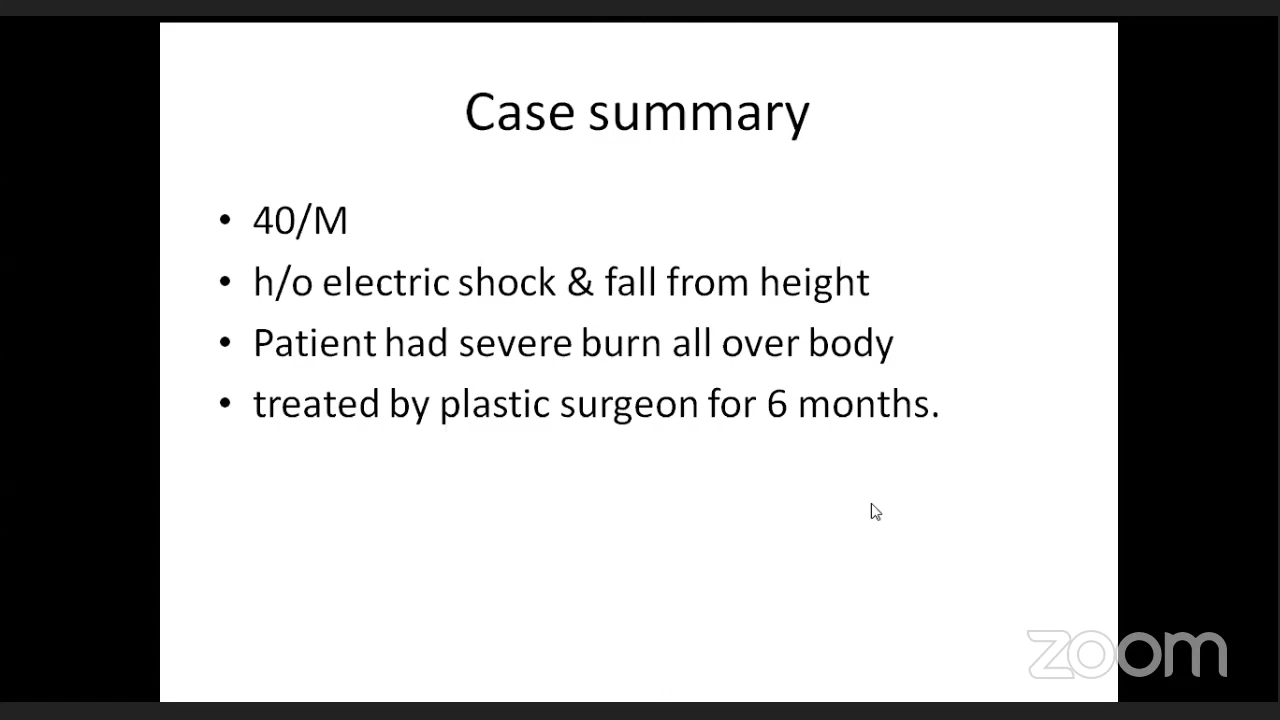 Case summary
• 40/M
• h/o electric shock & fall from height
• Patient had severe burn all over body
• treated by plastic surgeon for 6 months.
zoom